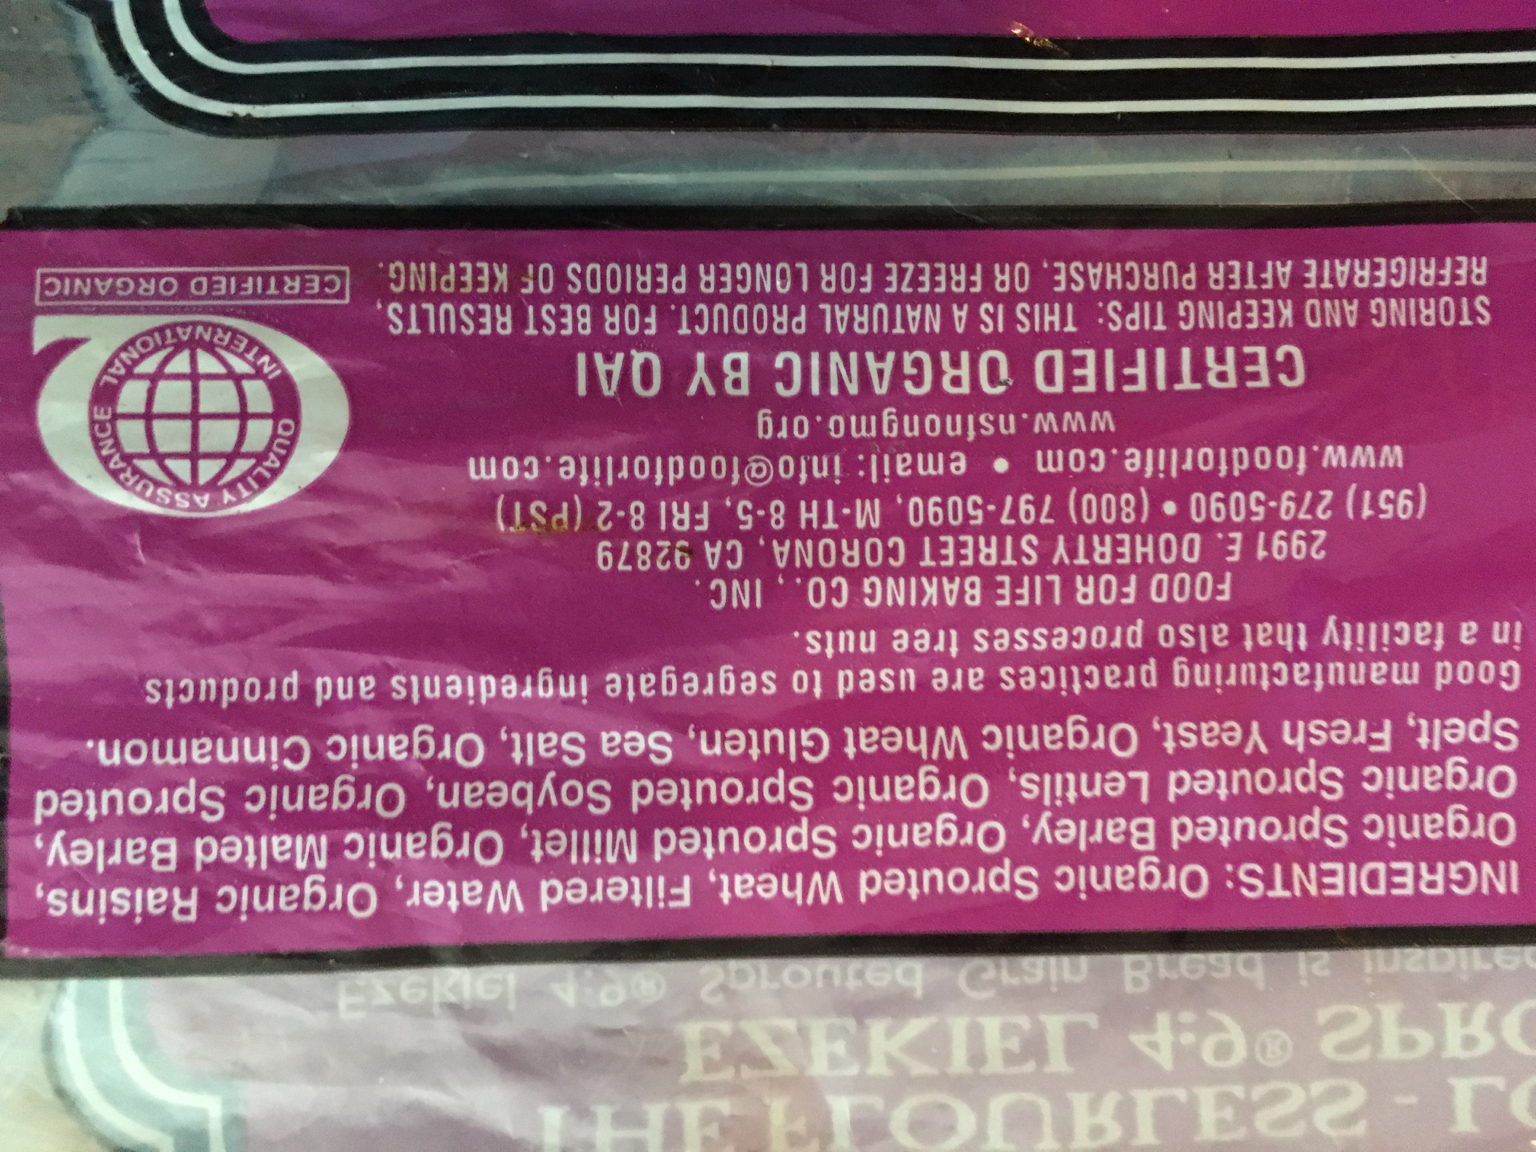 INGREDIENTS: Organic Sprouted Wheat, Filtered Water, Organic Raisins,
Organic Sprouted Barley, Organic Sprouted Millet, Organic Malted Barley,
Organic Sprouted Lentils, Organic Sprouted Soybean, Organic Sprouted
Spelt, Fresh Yeast, Organic Wheat Gluten, Sea Salt, Organic Cinnamon.
Good manufacturing practices are used to segregate ingredients and products
in a facility that also processes tree nuts.
FOOD FOR LIFE BAKING CO., INC.
2991 E. DOHERTY STREET CORONA, CA 92879
(951) 279-5090 • (800) 797-5090, M-TH 8-5, FRI 8-2 (PST)
www.foodforlife.com • email: info@foodforlife.com
www.nsfnongmo.org
CERTIFIED ORGANIC BY QAI
STORING AND KEEPING TIPS: THIS IS A NATURAL PRODUCT. FOR BEST RESULTS,
REFRIGERATE AFTER PURCHASE, OR FREEZE FOR LONGER PERIODS OF KEEPING.
QUALITY ASSURANCE INTERNATIONAL
CERTIFIED ORGANIC
THE FLOURLESS - LO
EZEKIEL 4:9® SPRO
Ezekiel 4:9® Sprouted Grain Bread is inspired